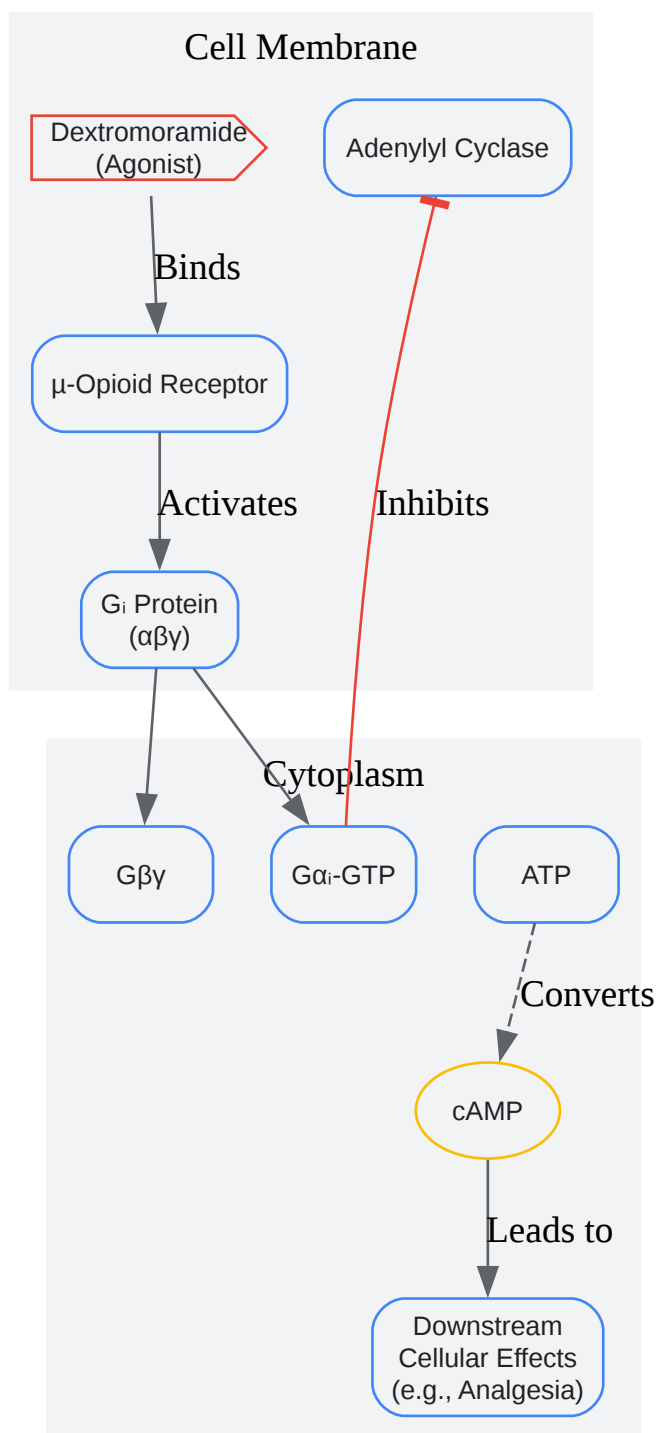 Cell Membrane
Dextromoramide
(Agonist)
Adenylyl Cyclase
Binds
μ-Opioid Receptor
Activates
Inhibits
Gᵢ Protein
(αβγ)
Cytoplasm
Gβγ
Gαᵢ-GTP
ATP
Converts
cAMP
Leads to
Downstream
Cellular Effects
(e.g., Analgesia)